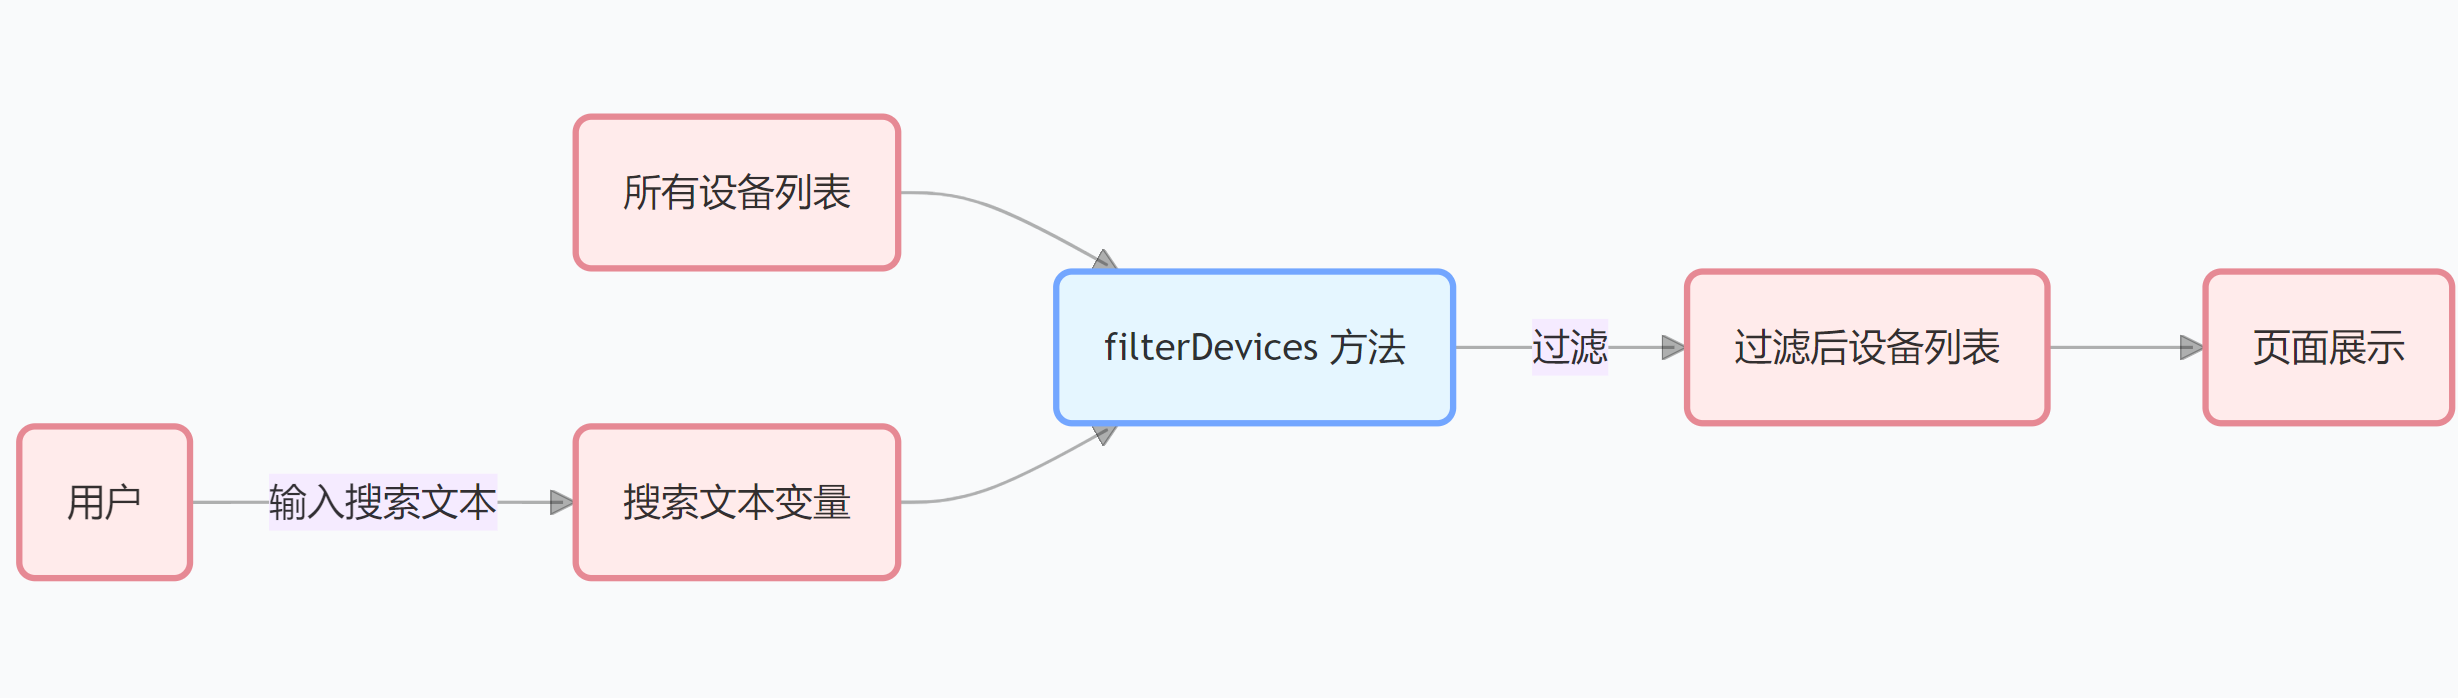 所有设备列表
用户
输入搜索文本
搜索文本变量
filterDevices 方法
过滤
过滤后设备列表
页面展示